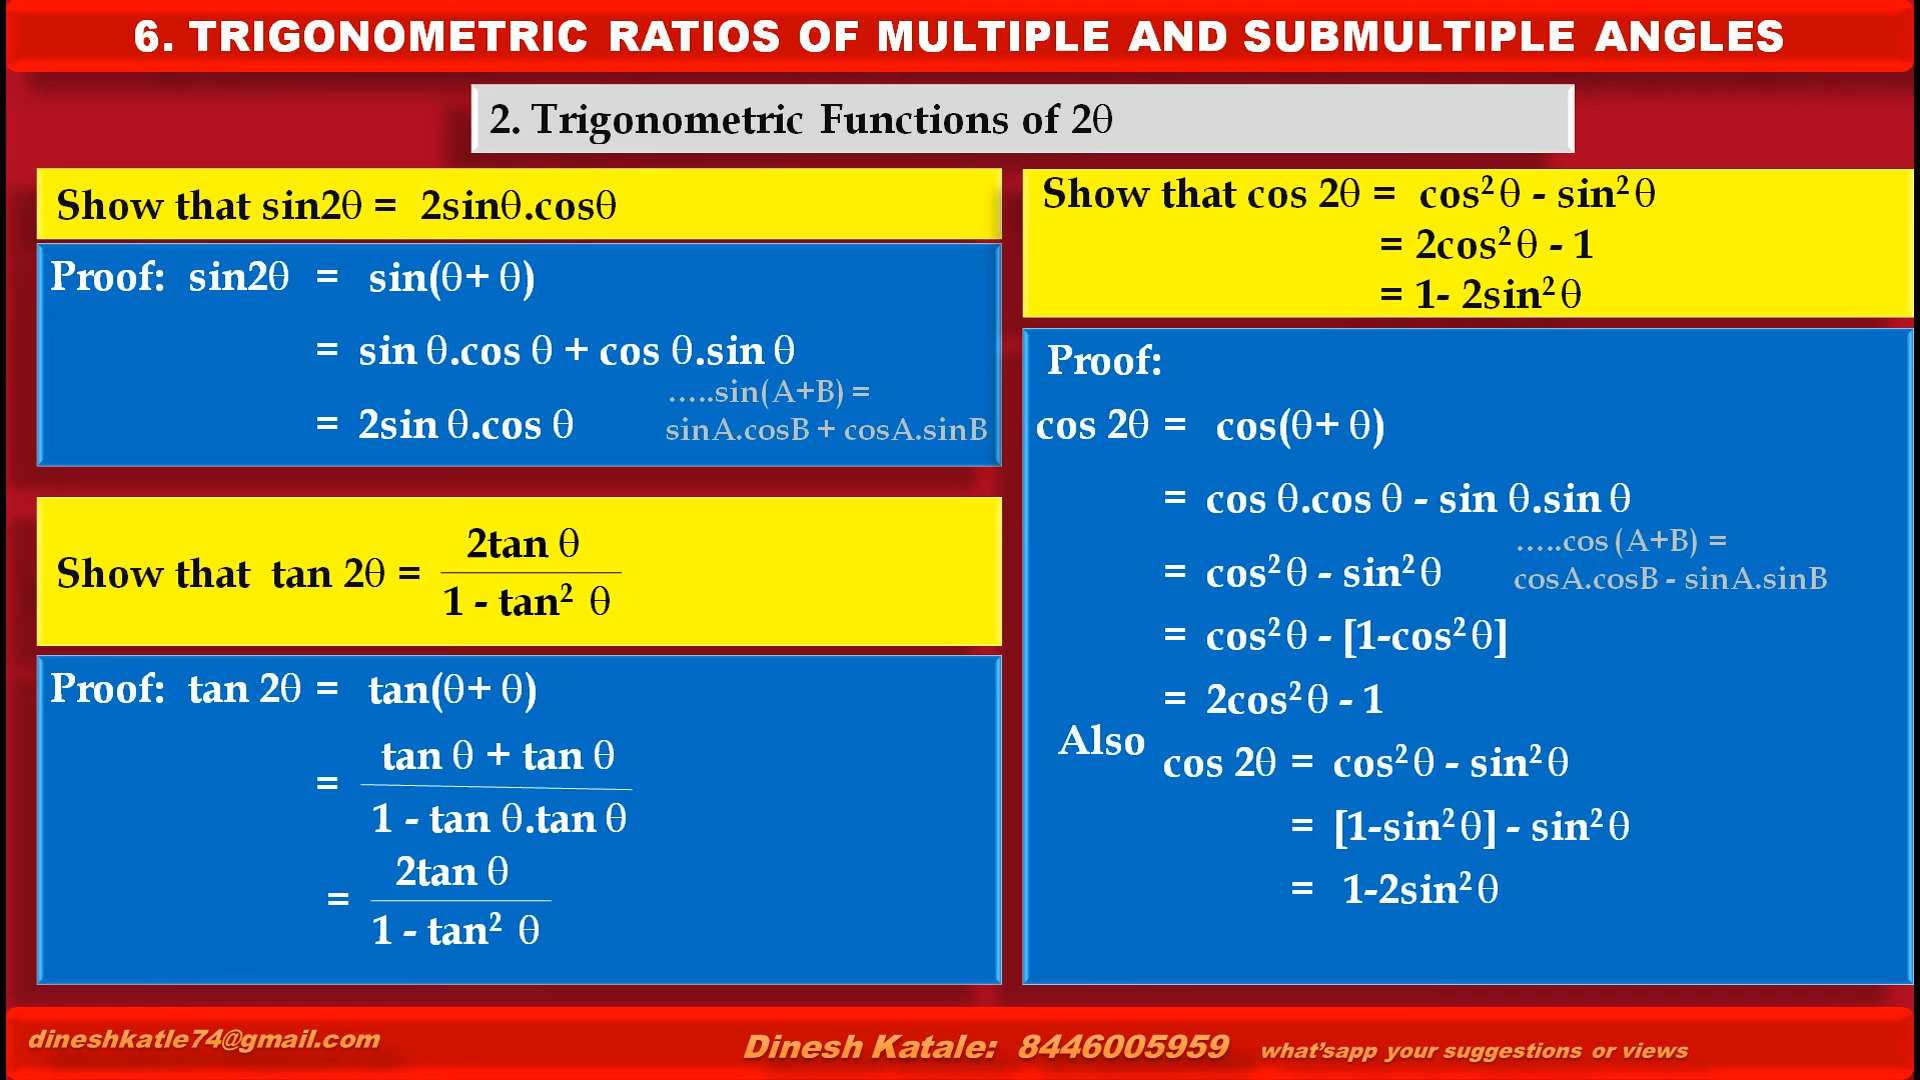 6. TRIGONOMETRIC RATIOS OF MULTIPLE AND SUBMULTIPLE ANGLES
2. Trigonometric Functions of 2θ
Show that sin2θ = 2sinθ.cosθ
Proof: sin2θ = sin(θ+ θ)
= sin θ.cos θ + cos θ.sin θ
…..sin(A+B) =
= 2sin θ.cos θ sinA.cosB + cosA.sinB
Show that tan 2θ = 2tan θ / 1 - tan² θ
Proof: tan 2θ = tan(θ+ θ)
= tan θ + tan θ / 1 - tan θ.tan θ
= 2tan θ / 1 - tan² θ
Show that cos 2θ = cos²θ - sin²θ
= 2cos²θ - 1
= 1- 2sin²θ
Proof:
cos 2θ = cos(θ+ θ)
= cos θ.cos θ - sin θ.sin θ
…..cos (A+B) =
= cos²θ - sin²θ cosA.cosB - sinA.sinB
= cos²θ - [1-cos²θ]
= 2cos²θ - 1
Also
cos 2θ = cos²θ - sin²θ
= [1-sin²θ] - sin²θ
= 1-2sin²θ
dineshkatle74@gmail.com Dinesh Katale: 8446005959 what'sapp your suggestions or views